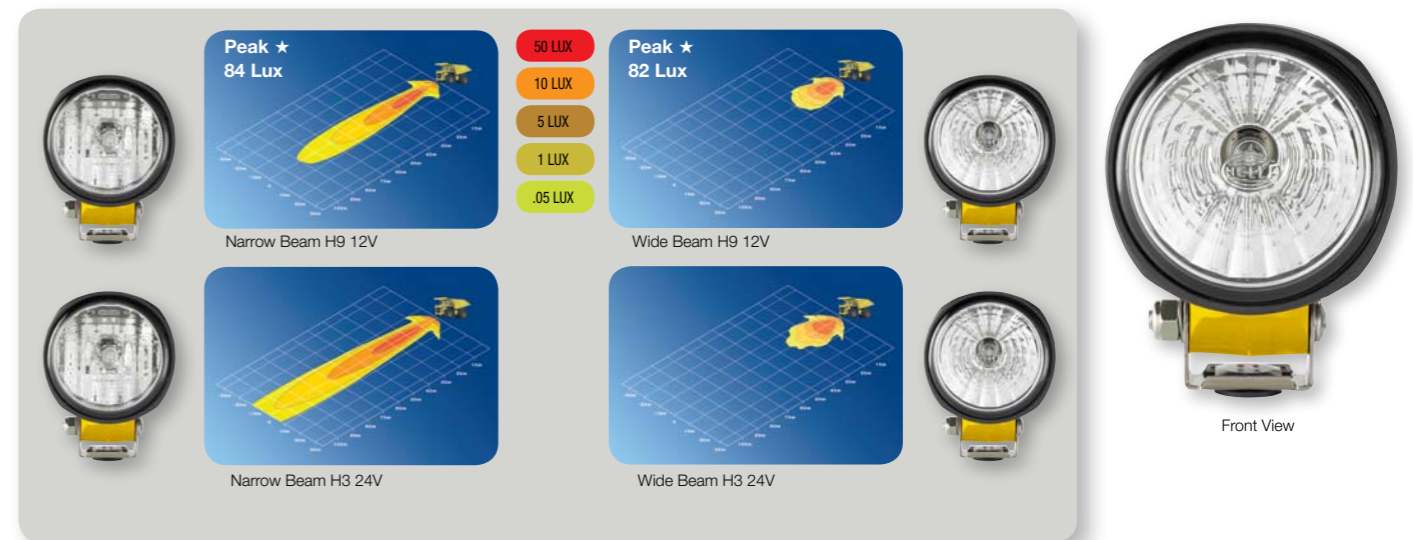 Peak ★
84 Lux
50 LUX
10 LUX
5 LUX
1 LUX
.05 LUX
Peak ★
82 Lux
Narrow Beam H9 12V
Wide Beam H9 12V
Narrow Beam H3 24V
Wide Beam H3 24V
HELLA
Front View